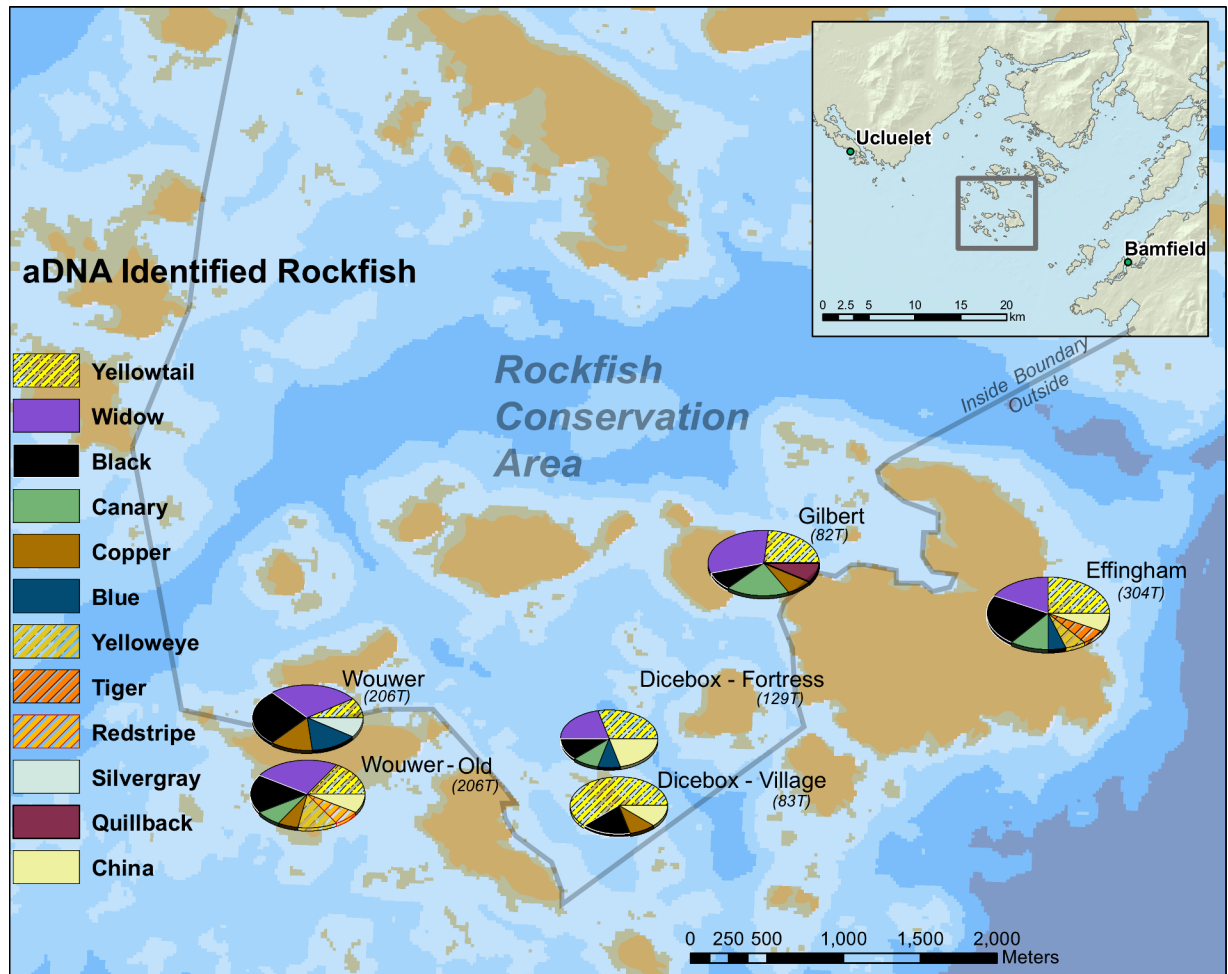 Ucluelet
Bamfield
0 2.5 5 10 15 20
km
aDNA Identified Rockfish
Inside Boundary
Outside
Rockfish
Conservation
Area
Yellowtail
Widow
Black
Canary
Copper
Blue
Yelloweye
Tiger
Redstripe
Silvergray
Quillback
China
Gilbert
(82T)
Effingham
(304T)
Wouwer
(206T)
Dicebox - Fortress
(129T)
Wouwer-Old
(206T)
Dicebox - Village
(83T)
0 250 500 1,000 1,500 2,000
Meters